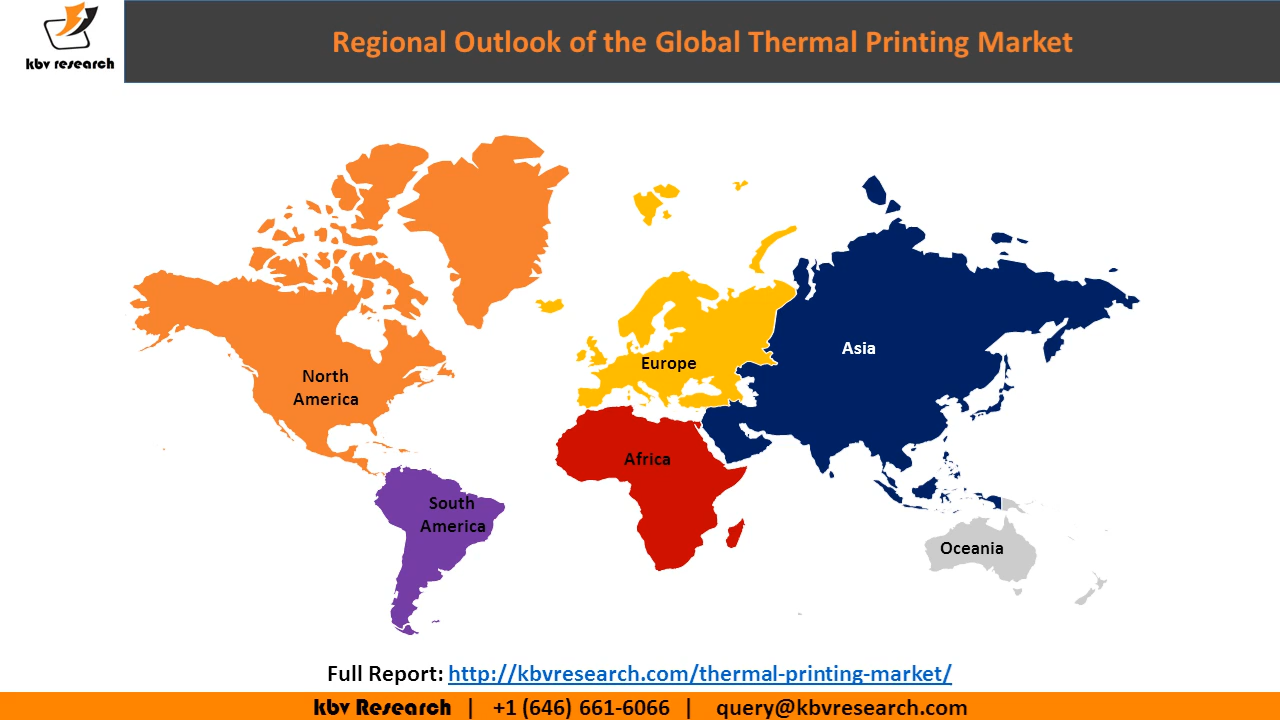 kbv research
Regional Outlook of the Global Thermal Printing Market
North
America
Europe
Asia
Africa
South
America
Oceania
Full Report: http://kbvresearch.com/thermal-printing-market/
kbv Research | +1 (646) 661-6066 | query@kbvresearch.com